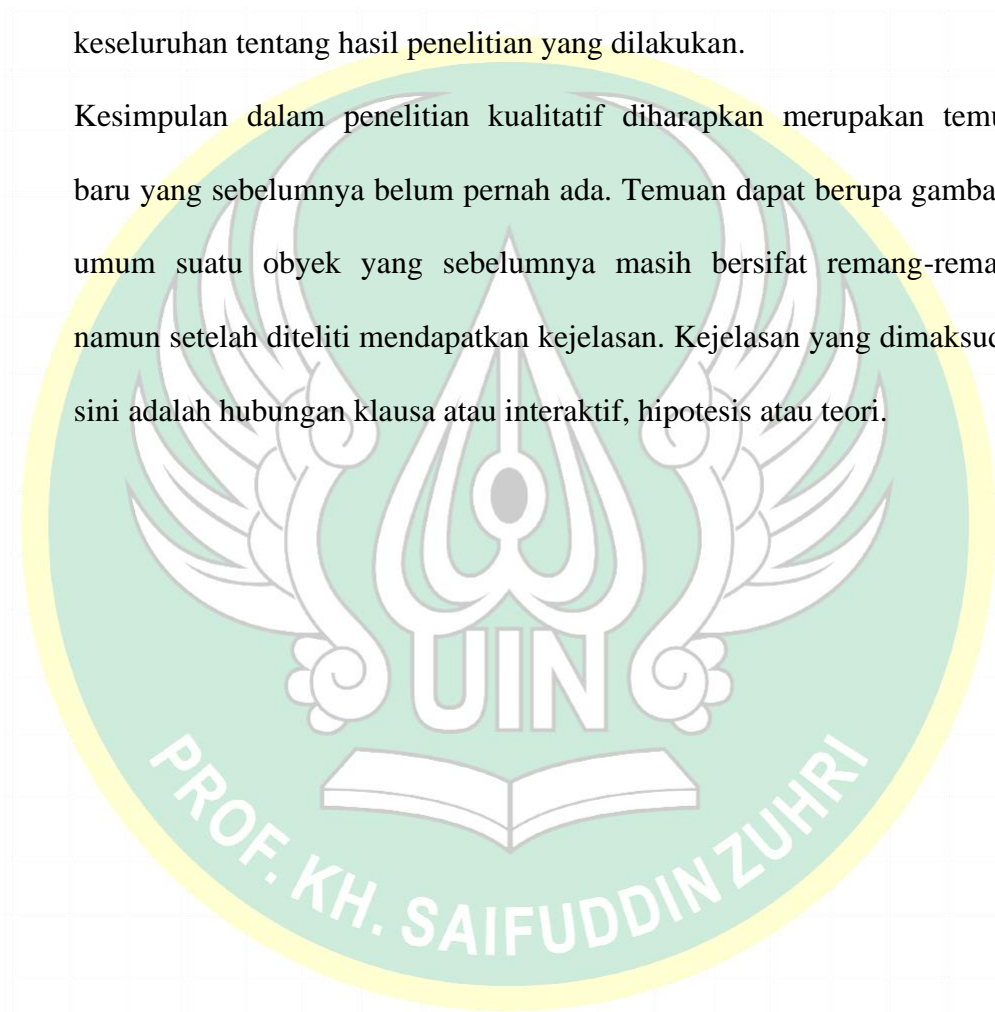 keseluruhan tentang hasil penelitian yang dilakukan.
Kesimpulan dalam penelitian kualitatif diharapkan merupakan temu
baru yang sebelumnya belum pernah ada. Temuan dapat berupa gamba
umum suatu obyek yang sebelumnya masih bersifat remang-rema
namun setelah diteliti mendapatkan kejelasan. Kejelasan yang dimaksud
sini adalah hubungan klausa atau interaktif, hipotesis atau teori.
UIN
PROF. KH. SAIFUDDIN ZUHRI